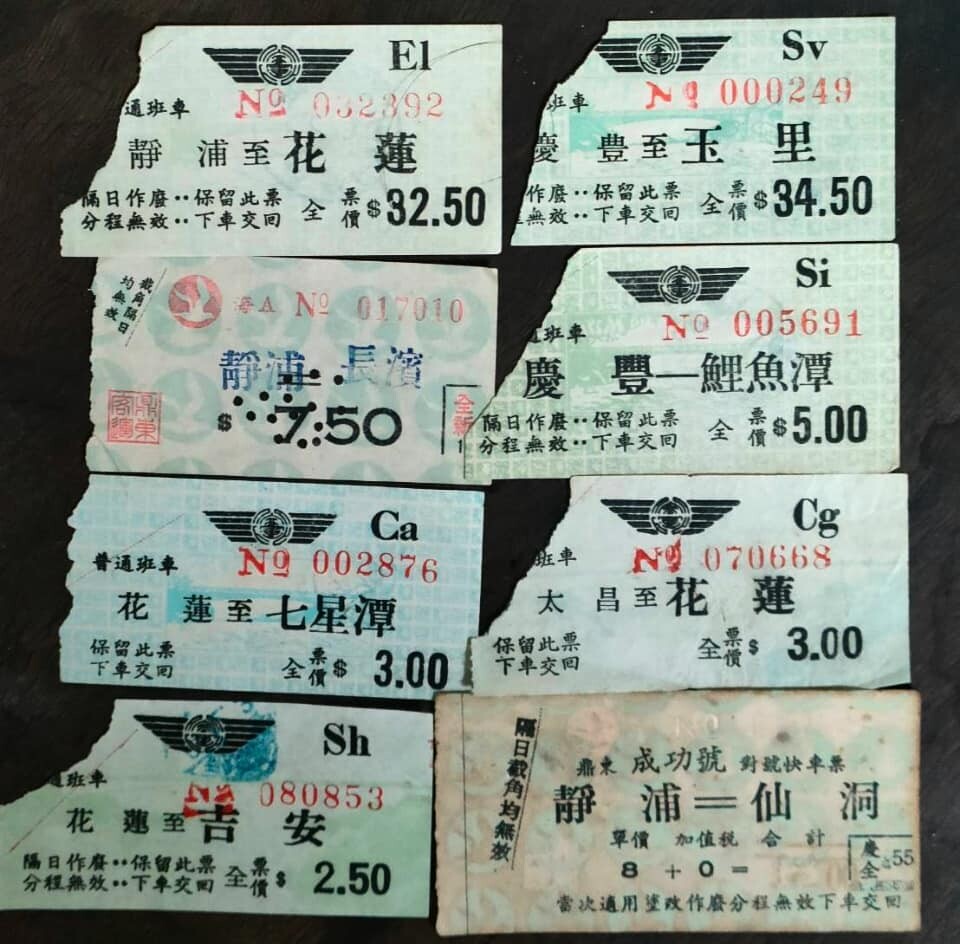 El
通班車 № 032392
靜浦至花蓮
隔日作廢‥保留此票
分程無效‥下車交回
全票價 $32.50
Sv
班車 № 000249
慶豐至玉里
作廢‥保留此票
程無效‥下車交回
全票價 $34.50
截角隔日
均無效
海A № 017010
靜浦 長濱
鼎東客運
$ 7.50
全
Si
通班車 № 005691
慶豐—鯉魚潭
隔日作廢‥保留此票
分程無效‥下車交回
全票價 $5.00
Ca
普通班車 № 002876
花蓮至七星潭
保留此票
下車交回
全票價 $ 3.00
Cg
班車 № 070668
太昌至花蓮
保留此票
下車交回
全票價 $ 3.00
Sh
通班車 № 080853
花蓮至吉安
隔日作廢‥保留此票
分程無效‥下車交回
全票價 $ 2.50
隔日截角均無效
鼎東 成功號 對號快車票
靜浦＝仙洞
單價 加值稅 合計
8 + 0 =
慶全 55
當次適用塗改作廢分程無效下車交回